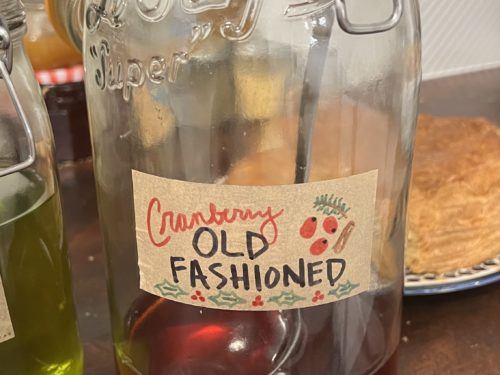 "Super"
Cranberry
OLD
FASHIONED